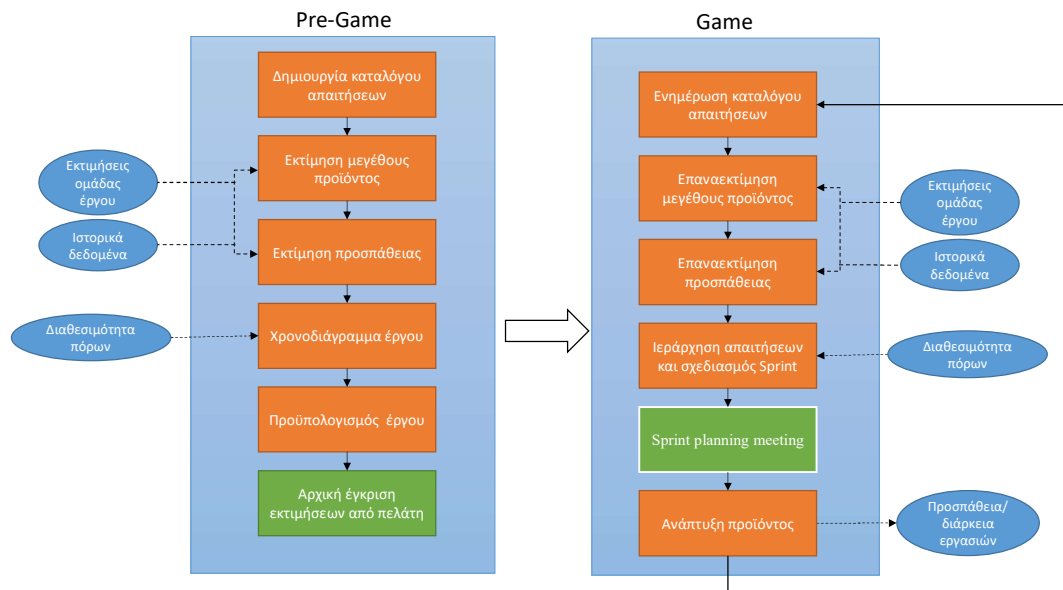 Pre-Game
Δημιουργία καταλόγου
απαιτήσεων
Εκτίμηση μεγέθους
προϊόντος
Εκτίμηση προσπάθειας
Χρονοδιάγραμμα έργου
Προϋπολογισμός έργου
Αρχική έγκριση
εκτιμήσεων από πελάτη
Εκτιμήσεις
ομάδας
έργου
Ιστορικά
δεδομένα
Διαθεσιμότητα
πόρων
Game
Ενημέρωση καταλόγου
απαιτήσεων
Επαναεκτίμηση
μεγέθους προϊόντος
Επαναεκτίμηση
προσπάθειας
Ιεράρχηση απαιτήσεων
και σχεδιασμός Sprint
Sprint planning meeting
Ανάπτυξη προϊόντος
Εκτιμήσεις
ομάδας
έργου
Ιστορικά
δεδομένα
Διαθεσιμότητα
πόρων
Προσπάθεια/
διάρκεια
εργασιών